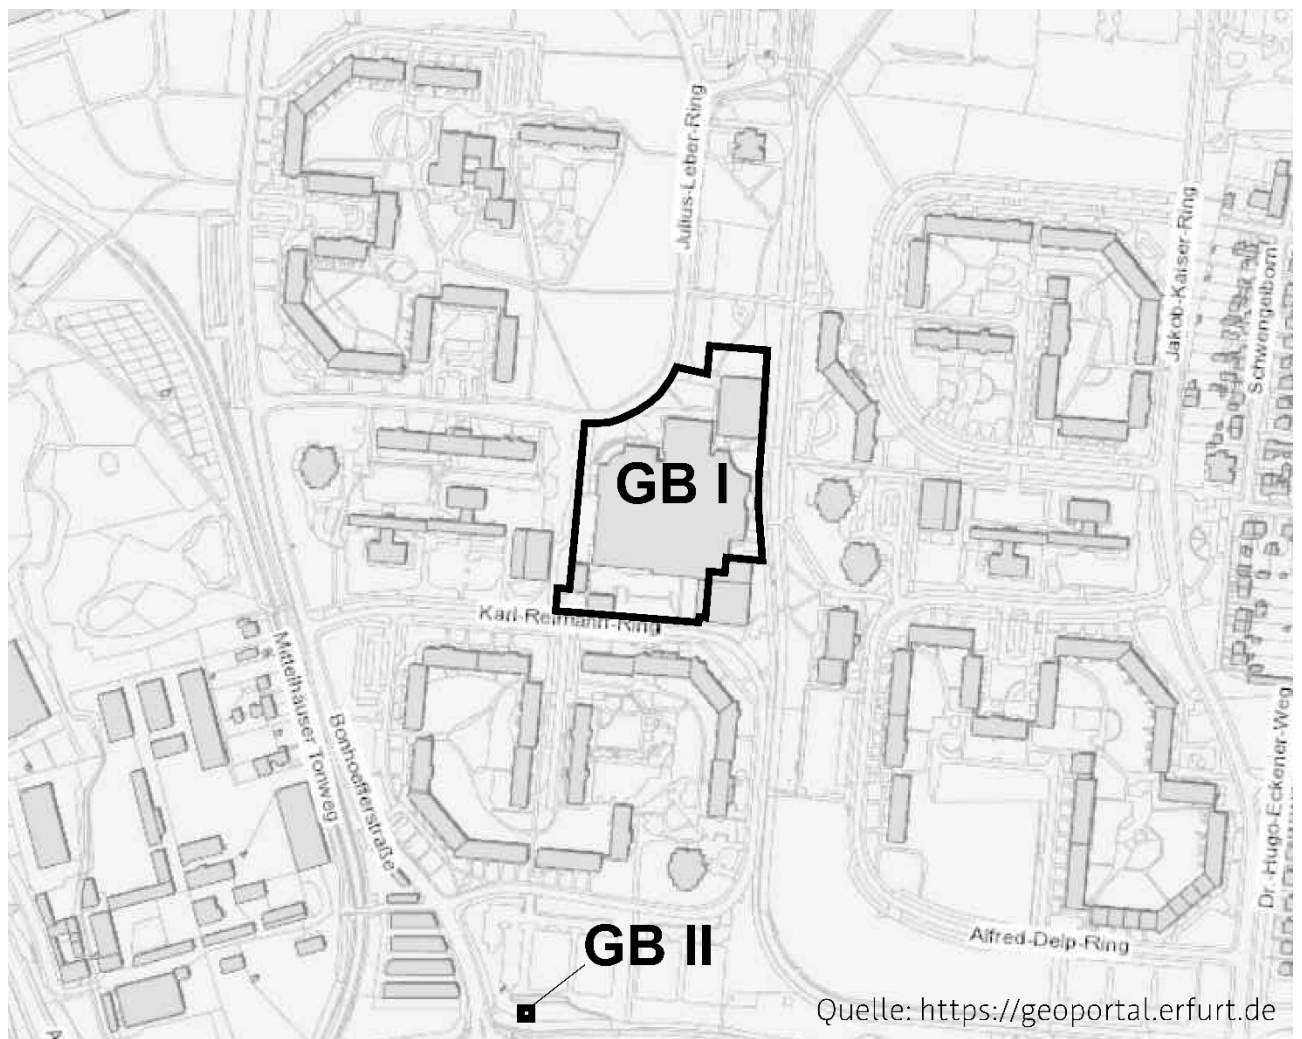 Julius-Leber-Ring
Jakob-Kaiser-Ring
Schwengelborn
GB I
Karl-Reimann-Ring
Mittelhäuser Tonweg
Bonhoefferstraße
Dr.-Hugo-Eckener-Weg
Alfred-Delp-Ring
GB II
Quelle: https://geoportal.erfurt.de